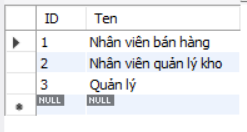 ID Ten
1 Nhân viên bán hàng
2 Nhân viên quản lý kho
3 Quản lý
NULL NULL